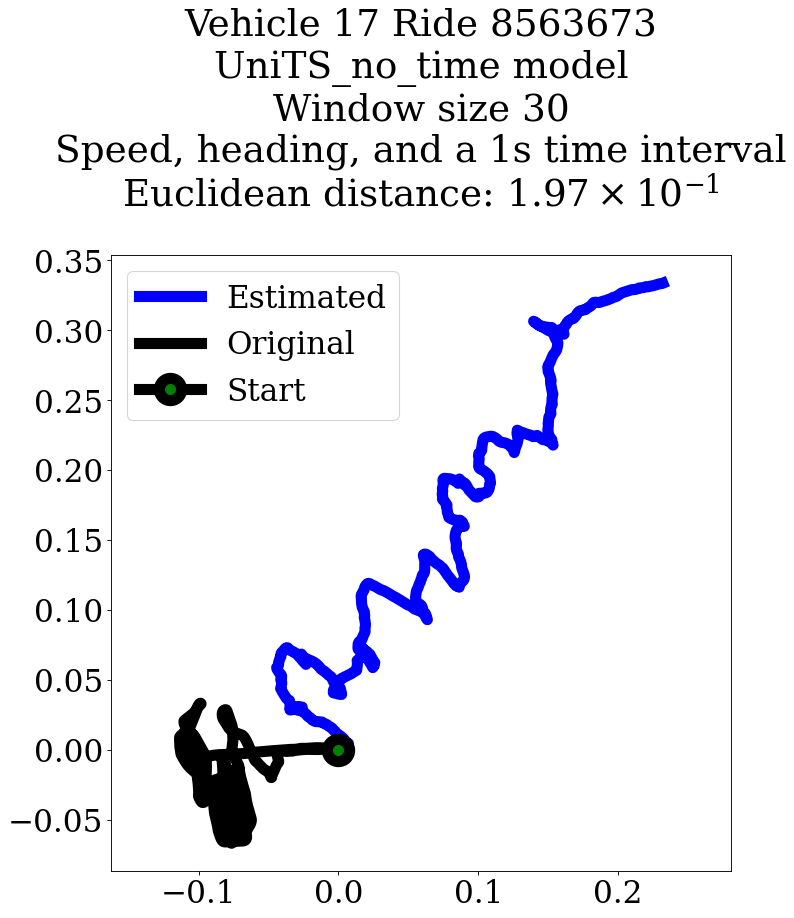 Vehicle 17 Ride 8563673
UniTS_no_time model
Window size 30
Speed, heading, and a 1s time interval
Euclidean distance: 1.97 × 10⁻¹
Estimated
Original
Start
0.35
0.30
0.25
0.20
0.15
0.10
0.05
0.00
−0.05
−0.1
0.0
0.1
0.2